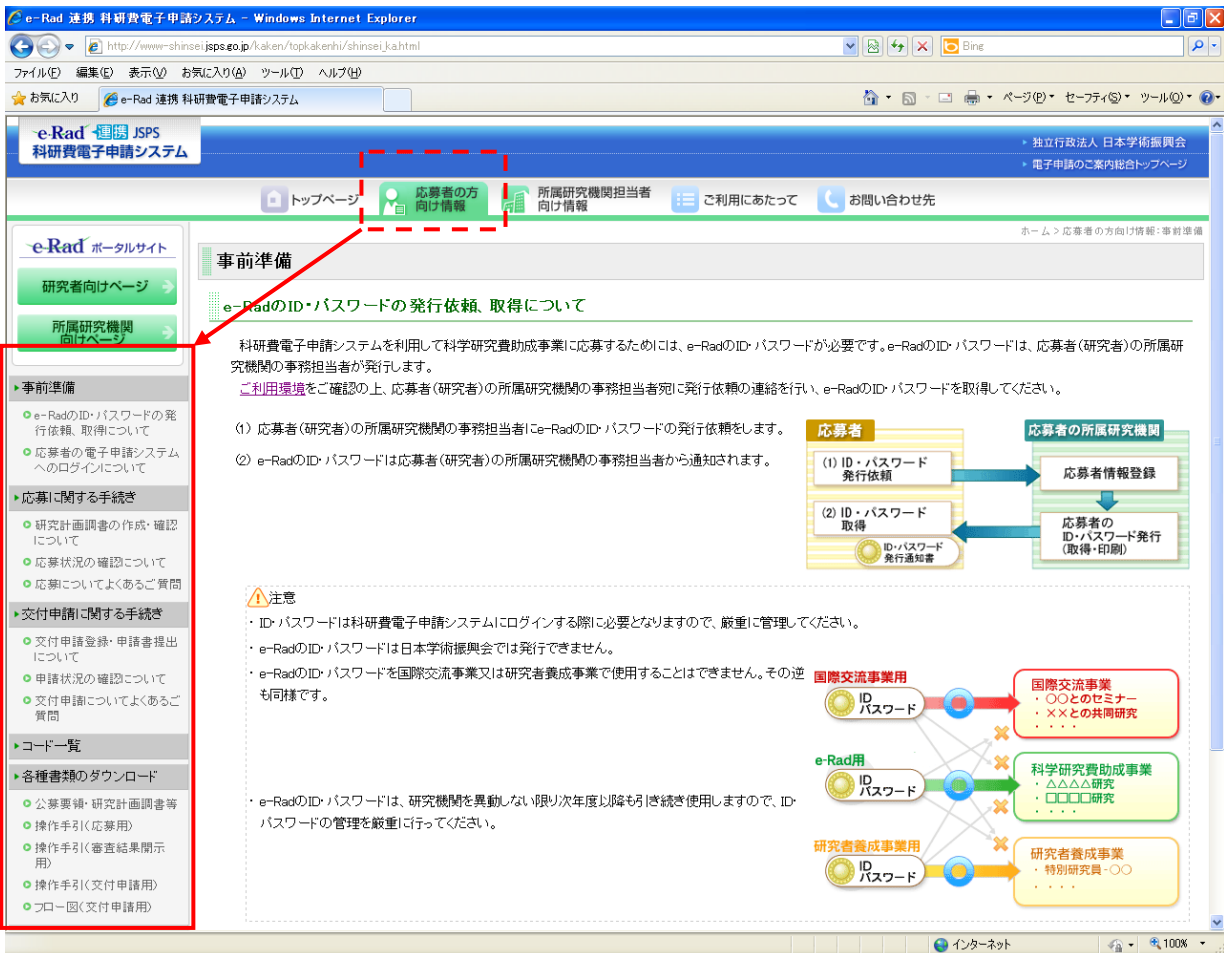 e-Rad 連携 科研費電子申請システム - Windows Internet Explorer
http://www-shinsei.jsps.go.jp/kaken/topkakenhi/shinsei_ka.html
Bing
ファイル(F) 編集(E) 表示(V) お気に入り(A) ツール(T) ヘルプ(H)
お気に入り
e-Rad 連携 科研費電子申請システム
ページ(P) セーフティ(S) ツール(O)
e-Rad 連携 JSPS
科研費電子申請システム
独立行政法人 日本学術振興会
電子申請のご案内総合トップページ
トップページ
応募者の方
向け情報
所属研究機関担当者
向け情報
ご利用にあたって
お問い合わせ先
ホーム > 応募者の方向け情報:事前準備
e-Rad ポータルサイト
研究者向けページ
所属研究機関
向けページ
事前準備
e-RadのID・パスワードの発
行依頼、取得について
応募者の電子申請システム
へのログインについて
応募に関する手続き
研究計画調書の作成・確認
について
応募状況の確認について
応募についてよくあるご質問
交付申請に関する手続き
交付申請登録・申請書提出
について
申請状況の確認について
交付申請についてよくあるご
質問
コード一覧
各種書類のダウンロード
公募要領・研究計画調書等
操作手引(応募用)
操作手引(審査結果開示
用)
操作手引(交付申請用)
フロー図(交付申請用)
事前準備
e-RadのID・パスワードの発行依頼、取得について
科研費電子申請システムを利用して科学研究費助成事業に応募するためには、e-RadのID・パスワードが必要です。e-RadのID・パスワードは、応募者(研究者)の所属研
究機関の事務担当者が発行します。
ご利用環境をご確認の上、応募者(研究者)の所属研究機関の事務担当者宛に発行依頼の連絡を行い、e-RadのID・パスワードを取得してください。
(1) 応募者(研究者)の所属研究機関の事務担当者にe-RadのID・パスワードの発行依頼をします。
(2) e-RadのID・パスワードは応募者(研究者)の所属研究機関の事務担当者から通知されます。
応募者
応募者の所属研究機関
(1) ID・パスワード
発行依頼
応募者情報登録
(2) ID・パスワード
取得
ID・パスワード
発行通知書
応募者の
ID・パスワード発行
(取得・印刷)
注意
・ID・パスワードは科研費電子申請システムにログインする際に必要となりますので、厳重に管理してください。
・e-RadのID・パスワードは日本学術振興会では発行できません。
・e-RadのID・パスワードを国際交流事業又は研究者養成事業で使用することはできません。その逆
も同様です。
・e-RadのID・パスワードは、研究機関を異動しない限り次年度以降も引き続き使用しますので、ID・
パスワードの管理を厳重に行ってください。
国際交流事業用
ID
パスワード
国際交流事業
・○○とのセミナー
・××との共同研究
・・・・
e-Rad用
ID
パスワード
科学研究費助成事業
・△△△△研究
・□□□□研究
・・・・
研究者養成事業用
ID
パスワード
研究者養成事業
・特別研究員-○○
・・・・
インターネット
100%